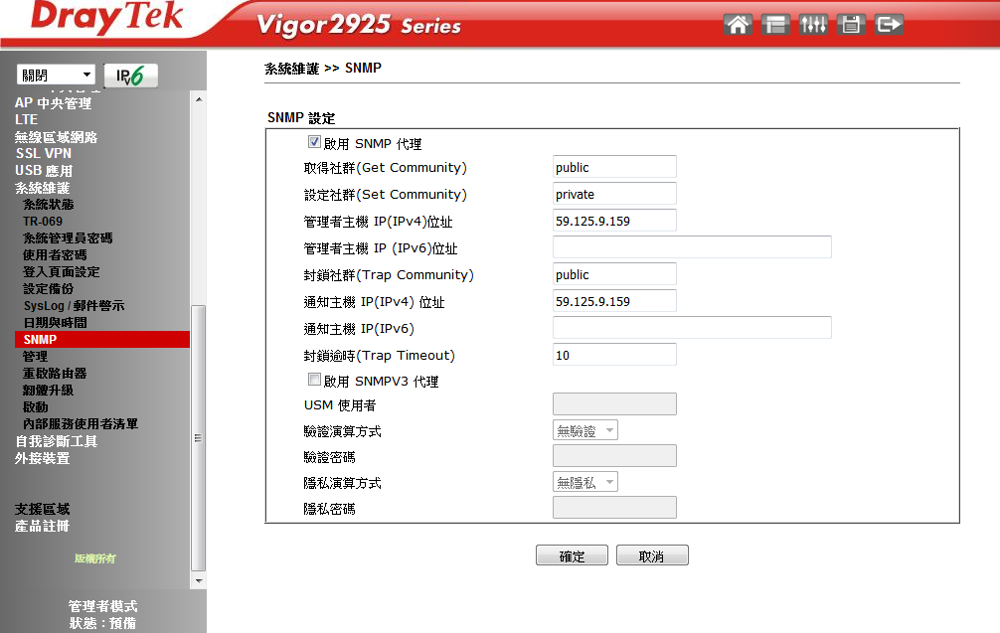 DrayTek
Vigor2925 Series
關閉
IPv6
系統維護 >> SNMP
AP 中央管理
LTE
無線區域網路
SSL VPN
USB 應用
系統維護
系統狀態
TR-069
系統管理員密碼
使用者密碼
登入頁面設定
設定備份
SysLog / 郵件警示
日期與時間
SNMP
管理
重啟路由器
韌體升級
啟動
內部服務使用者清單
自我診斷工具
外接裝置
支援區域
產品註冊
版權所有
管理者模式
狀態 : 預備
SNMP 設定
啟用 SNMP 代理
取得社群(Get Community) public
設定社群(Set Community) private
管理者主機 IP(IPv4)位址 59.125.9.159
管理者主機 IP (IPv6)位址
封鎖社群(Trap Community) public
通知主機 IP(IPv4) 位址 59.125.9.159
通知主機 IP(IPv6)
封鎖逾時(Trap Timeout) 10
啟用 SNMPV3 代理
USM 使用者
驗證演算方式 無驗證
驗證密碼
隱私演算方式 無隱私
隱私密碼
確定 取消